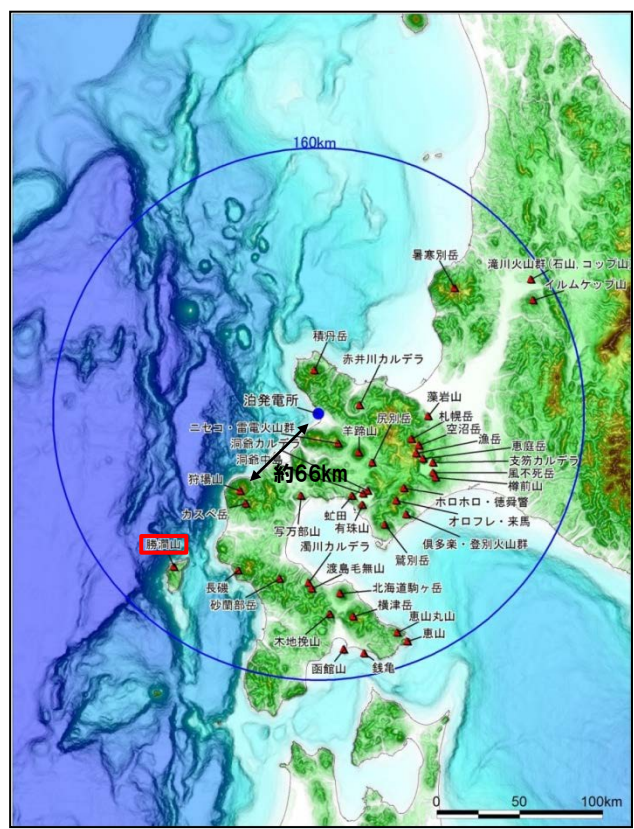 160km
暑寒別岳
滝川火山群(石山,コップ山)
イルムケップ山
積丹岳
赤井川カルデラ
泊発電所
藻岩山
札幌岳
空沼岳
漁岳
恵庭岳
支笏カルデラ
風不死岳
樽前山
尻別岳
羊蹄山
ニセコ・雷電火山群
洞爺カルデラ
洞爺中島
約66km
狩場山
カスベ岳
写万部山
虻田
有珠山
ホロホロ・徳舜瞥
オロフレ・来馬
倶多楽・登別火山群
鷲別岳
勝澗山
濁川カルデラ
渡島毛無山
長磯
砂蘭部岳
北海道駒ヶ岳
横津岳
恵山丸山
恵山
木地挽山
函館山
銭亀
0 50 100km